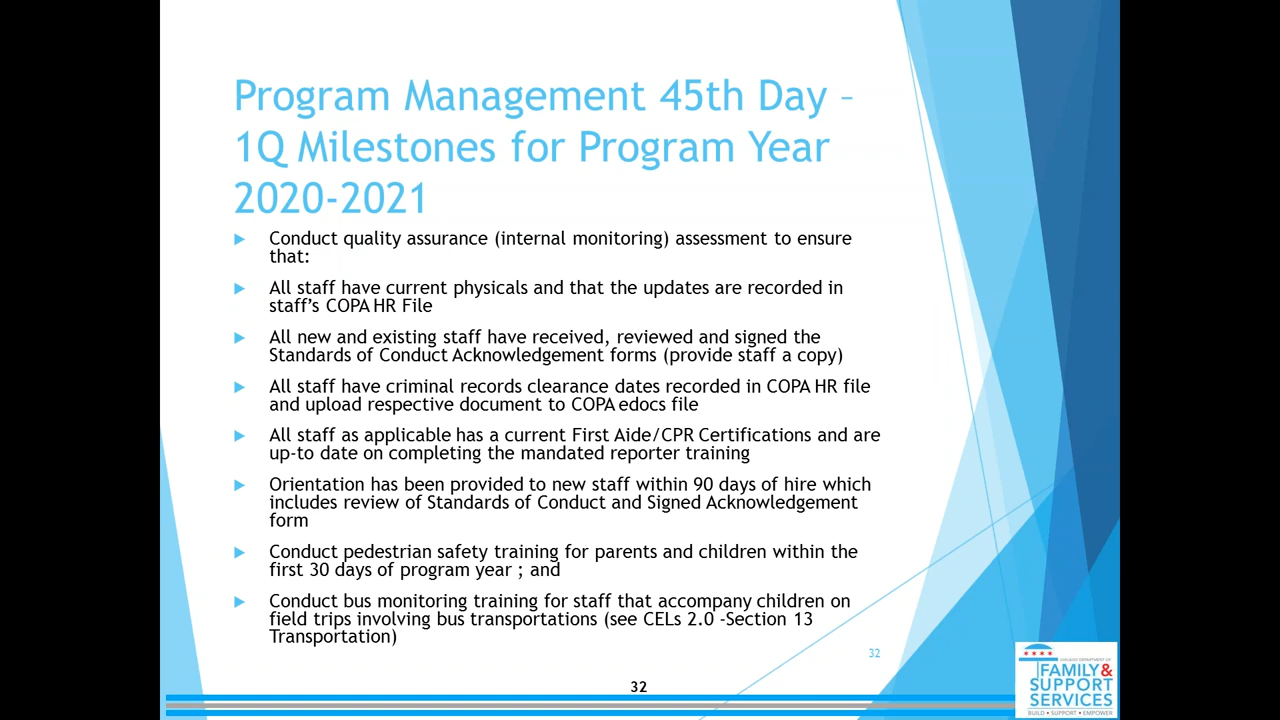 Program Management 45th Day –
1Q Milestones for Program Year
2020-2021
Conduct quality assurance (internal monitoring) assessment to ensure
that:
All staff have current physicals and that the updates are recorded in
staff’s COPA HR File
All new and existing staff have received, reviewed and signed the
Standards of Conduct Acknowledgement forms (provide staff a copy)
All staff have criminal records clearance dates recorded in COPA HR file
and upload respective document to COPA edocs file
All staff as applicable has a current First Aide/CPR Certifications and are
up-to date on completing the mandated reporter training
Orientation has been provided to new staff within 90 days of hire which
includes review of Standards of Conduct and Signed Acknowledgement
form
Conduct pedestrian safety training for parents and children within the
first 30 days of program year ; and
Conduct bus monitoring training for staff that accompany children on
field trips involving bus transportations (see CELs 2.0 -Section 13
Transportation)
32
32
CHICAGO DEPARTMENT OF
FAMILY &
SUPPORT
SERVICES
BUILD • SUPPORT • EMPOWER